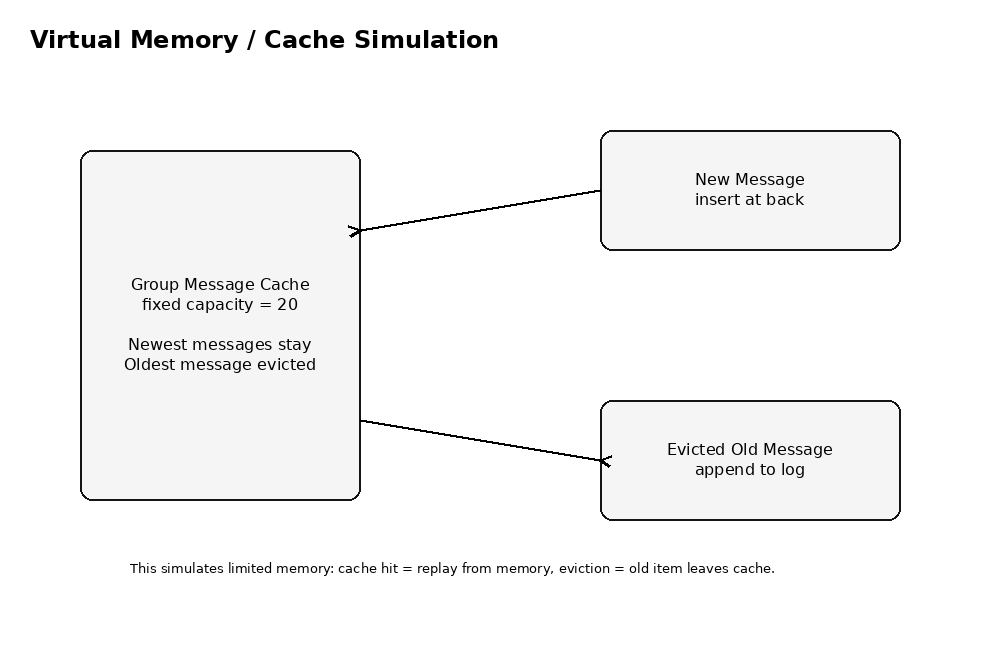 Virtual Memory / Cache Simulation
New Message
insert at back
Group Message Cache
fixed capacity = 20
Newest messages stay
Oldest message evicted
Evicted Old Message
append to log
This simulates limited memory: cache hit = replay from memory, eviction = old item leaves cache.